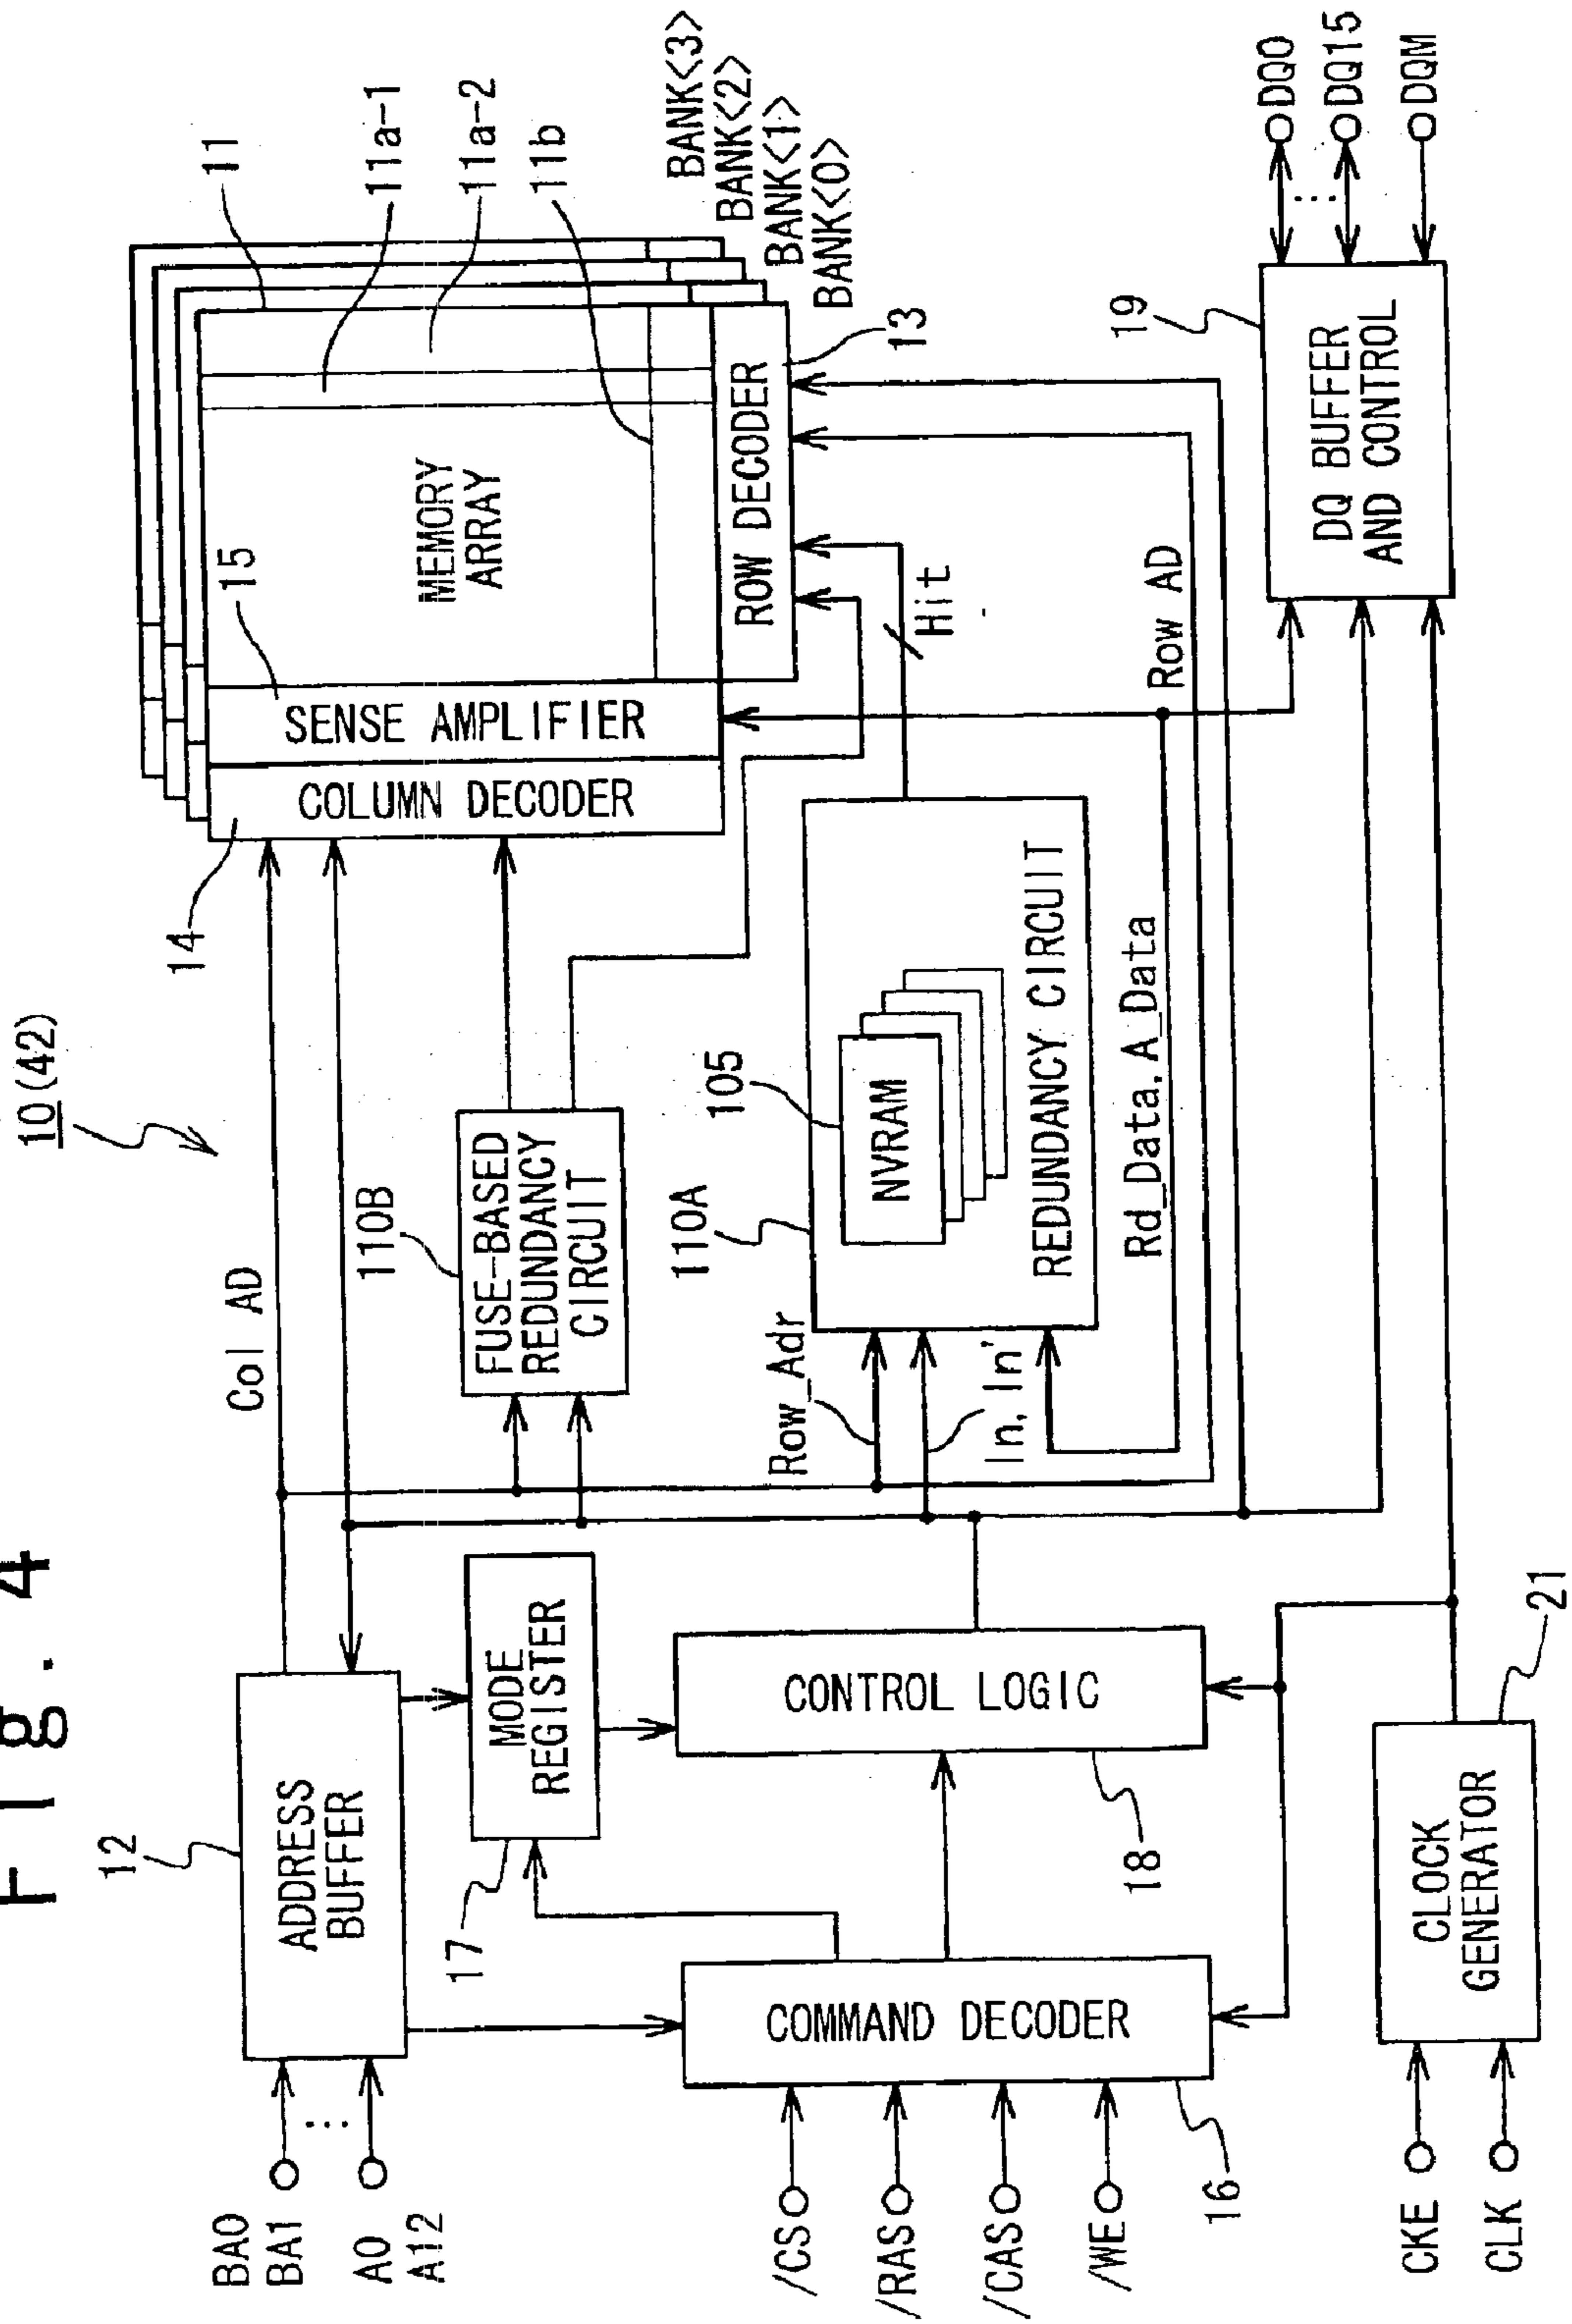 Fig. 4
10(42)
BA0
BA1
A0
A12
12
ADDRESS
BUFFER
Col AD
14
COLUMN DECODER
SENSE AMPLIFIER
15
MEMORY
ARRAY
11
11a-1
11a-2
11b
BANK<3>
BANK<2>
BANK<1>
BANK<0>
ROW DECODER
13
17
MODE
REGISTER
110B
FUSE-BASED
REDUNDANCY
CIRCUIT
/CS
/RAS
/CAS
/WE
COMMAND DECODER
16
CONTROL LOGIC
18
Row_Adr
In, In'
110A
105
NVRAM
REDUNDANCY CIRCUIT
Hit
Rd_Data, A_Data
Row AD
CKE
CLK
CLOCK
GENERATOR
21
19
DQ BUFFER
AND CONTROL
DQ0
DQ15
DQM